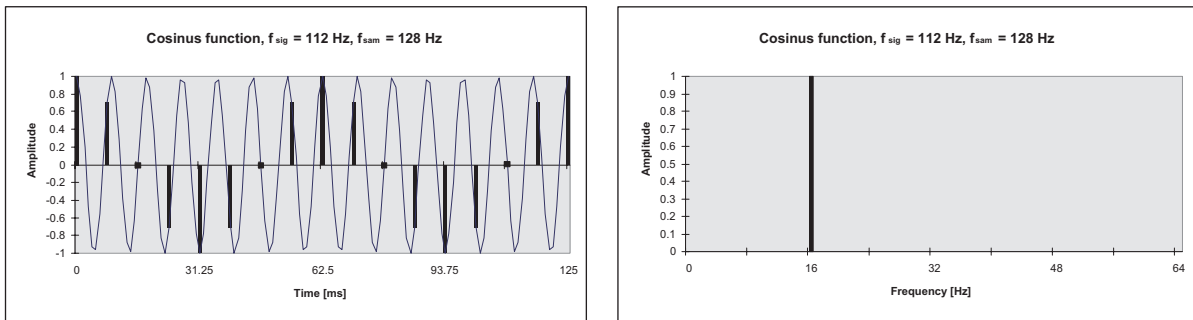 Cosinus function, f sig = 112 Hz, f sam = 128 Hz
Amplitude
1
0.8
0.6
0.4
0.2
0
-0.2
-0.4
-0.6
-0.8
-1
0 31.25 62.5 93.75 125
Time [ms]
Cosinus function, f sig = 112 Hz, f sam = 128 Hz
Amplitude
1
0.9
0.8
0.7
0.6
0.5
0.4
0.3
0.2
0.1
0
0 16 32 48 64
Frequency [Hz]